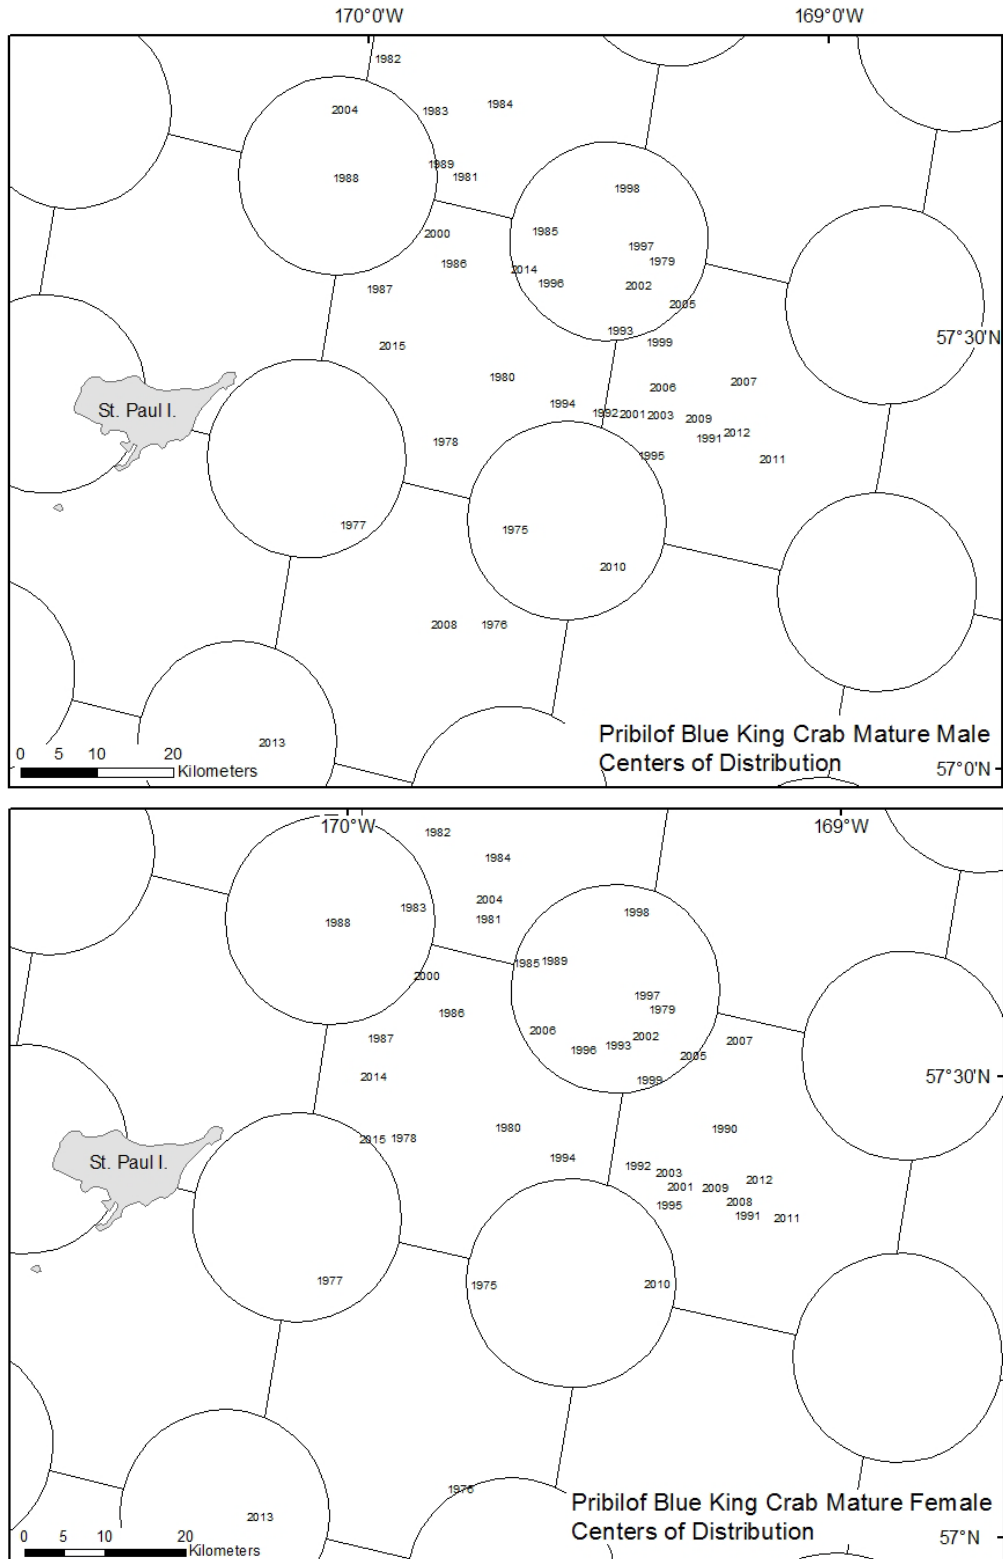 170°0'W 169°0'W
1982
1984
2004 1983
1989
1988 1981
1998
1985
2000
1997
1986 1979
2014
1987 1996 2002
2005
1993
57°30'N
1999
2015
1980 2007
2006
1994
St. Paul I. 1992 2001 2003 2009
2012
1978 1991
1995 2011
1977 1975
2010
2008 1976
Pribilof Blue King Crab Mature Male
2013
0 5 10 20
Centers of Distribution
57°0'N
Kilometers
170°W 169°W
1982
1984
2004
1983
1998
1981
1988
1985 1989
2000
1997
1979
1986
2006
1987 2002 2007
1993
1996
2005
57°30'N
2014 1999
1980 1990
2015 1978
1994
St. Paul I. 1992
2003
2012
2001 2009
2008
1995
1991 2011
1977 1975 2010
1976
Pribilof Blue King Crab Mature Female
2013
Centers of Distribution
0 5 10 20
57°N
Kilometers